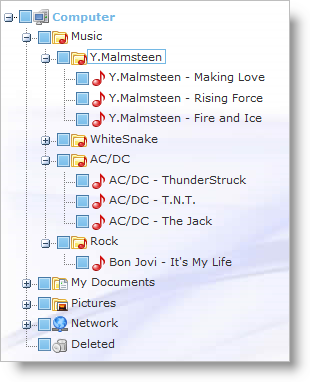 Computer
Music
Y.Malmsteen
Y.Malmsteen - Making Love
Y.Malmsteen - Rising Force
Y.Malmsteen - Fire and Ice
WhiteSnake
AC/DC
AC/DC - ThunderStruck
AC/DC - T.N.T.
AC/DC - The Jack
Rock
Bon Jovi - It's My Life
My Documents
Pictures
Network
Deleted